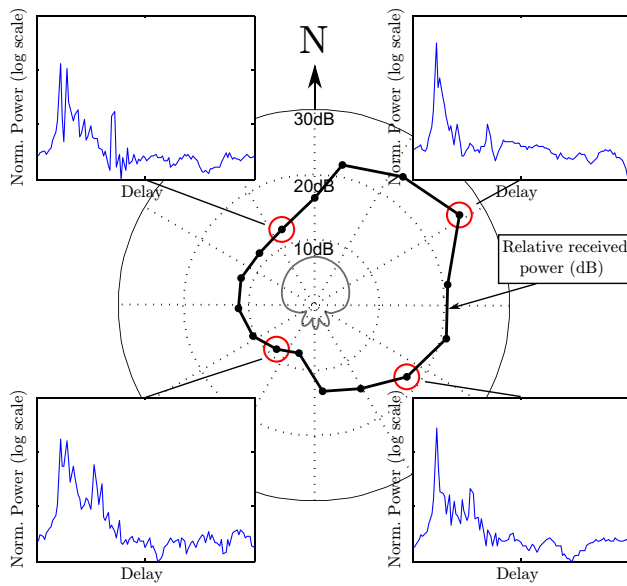 Norm. Power (log scale)
Delay
N
Norm. Power (log scale)
Delay
30dB
20dB
10dB
Relative received
power (dB)
Norm. Power (log scale)
Delay
Norm. Power (log scale)
Delay